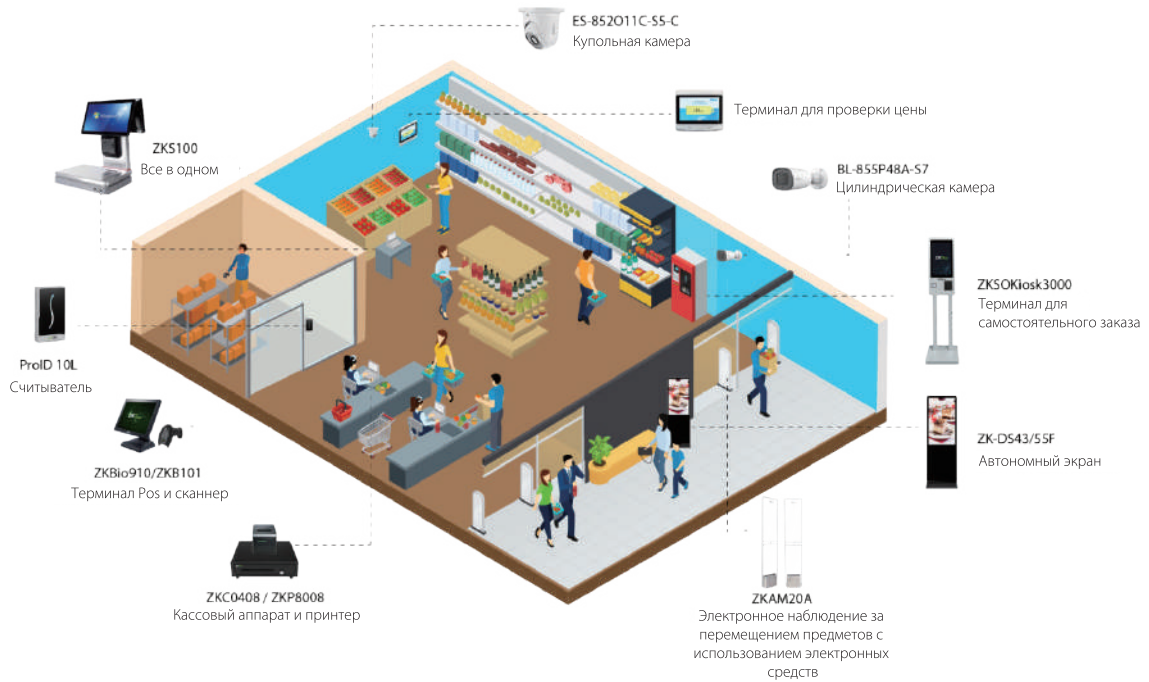 ES-852O11C-S5-C
Купольная камера
Терминал для проверки цены
ZKS100
Все в одном
BL-855P48A-S7
Цилиндрическая камера
ZKSOKiosk3000
Терминал для
самостоятельного заказа
ProID 10L
Считыватель
ZK-DS43/55F
Автономный экран
ZKBio910/ZKB101
Терминал Pos и сканнер
ZKC0408 / ZKP8008
Кассовый аппарат и принтер
ZKAM20A
Электронное наблюдение за
перемещением предметов с
использованием электронных
средств